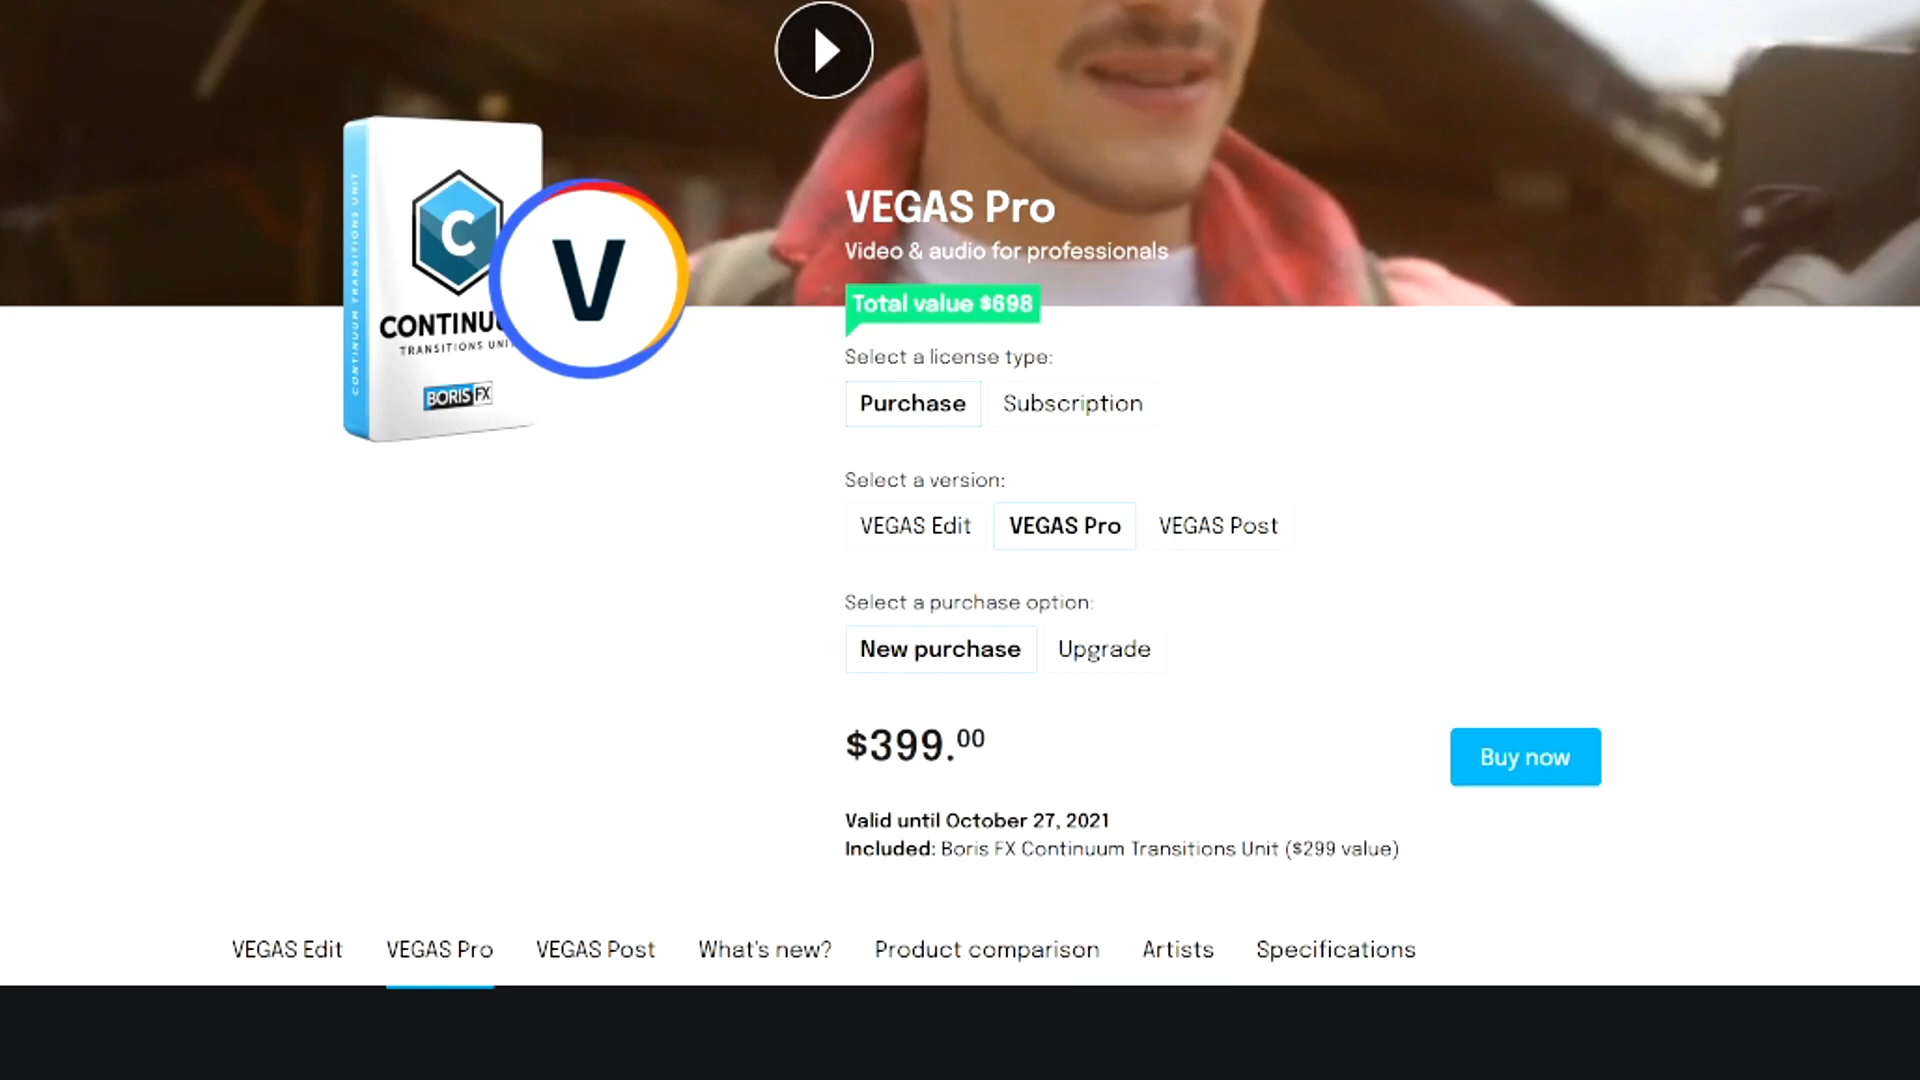 VEGAS Pro
Video & audio for professionals
Total value $698
CONTINUUM TRANSITIONS UNIT
C
TRANSITIONS
BORIS FX
V
Select a license type:
Purchase Subscription
Select a version:
VEGAS Edit VEGAS Pro VEGAS Post
Select a purchase option:
New purchase Upgrade
$399.00
Buy now
Valid until October 27, 2021
Included: Boris FX Continuum Transitions Unit ($299 value)
VEGAS Edit VEGAS Pro VEGAS Post What's new? Product comparison Artists Specifications